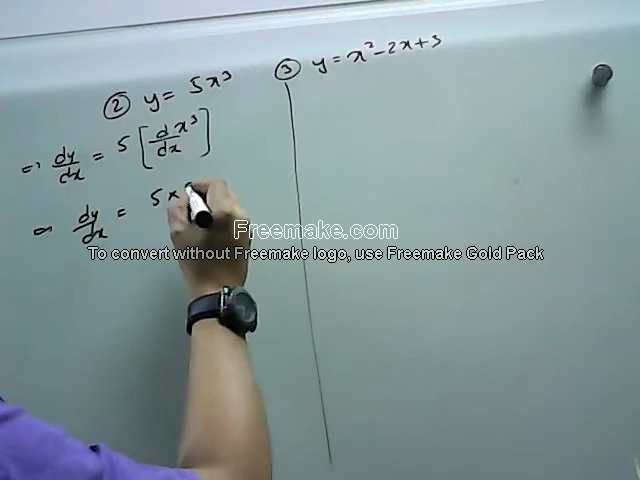 ② y = 5x³
⇒ dy/dx = 5 [d/dx x³]
⇒ dy/dx = 5 ×
③ y = x² - 2x + 3
Freemake.com
To convert without Freemake logo, use Freemake Gold Pack